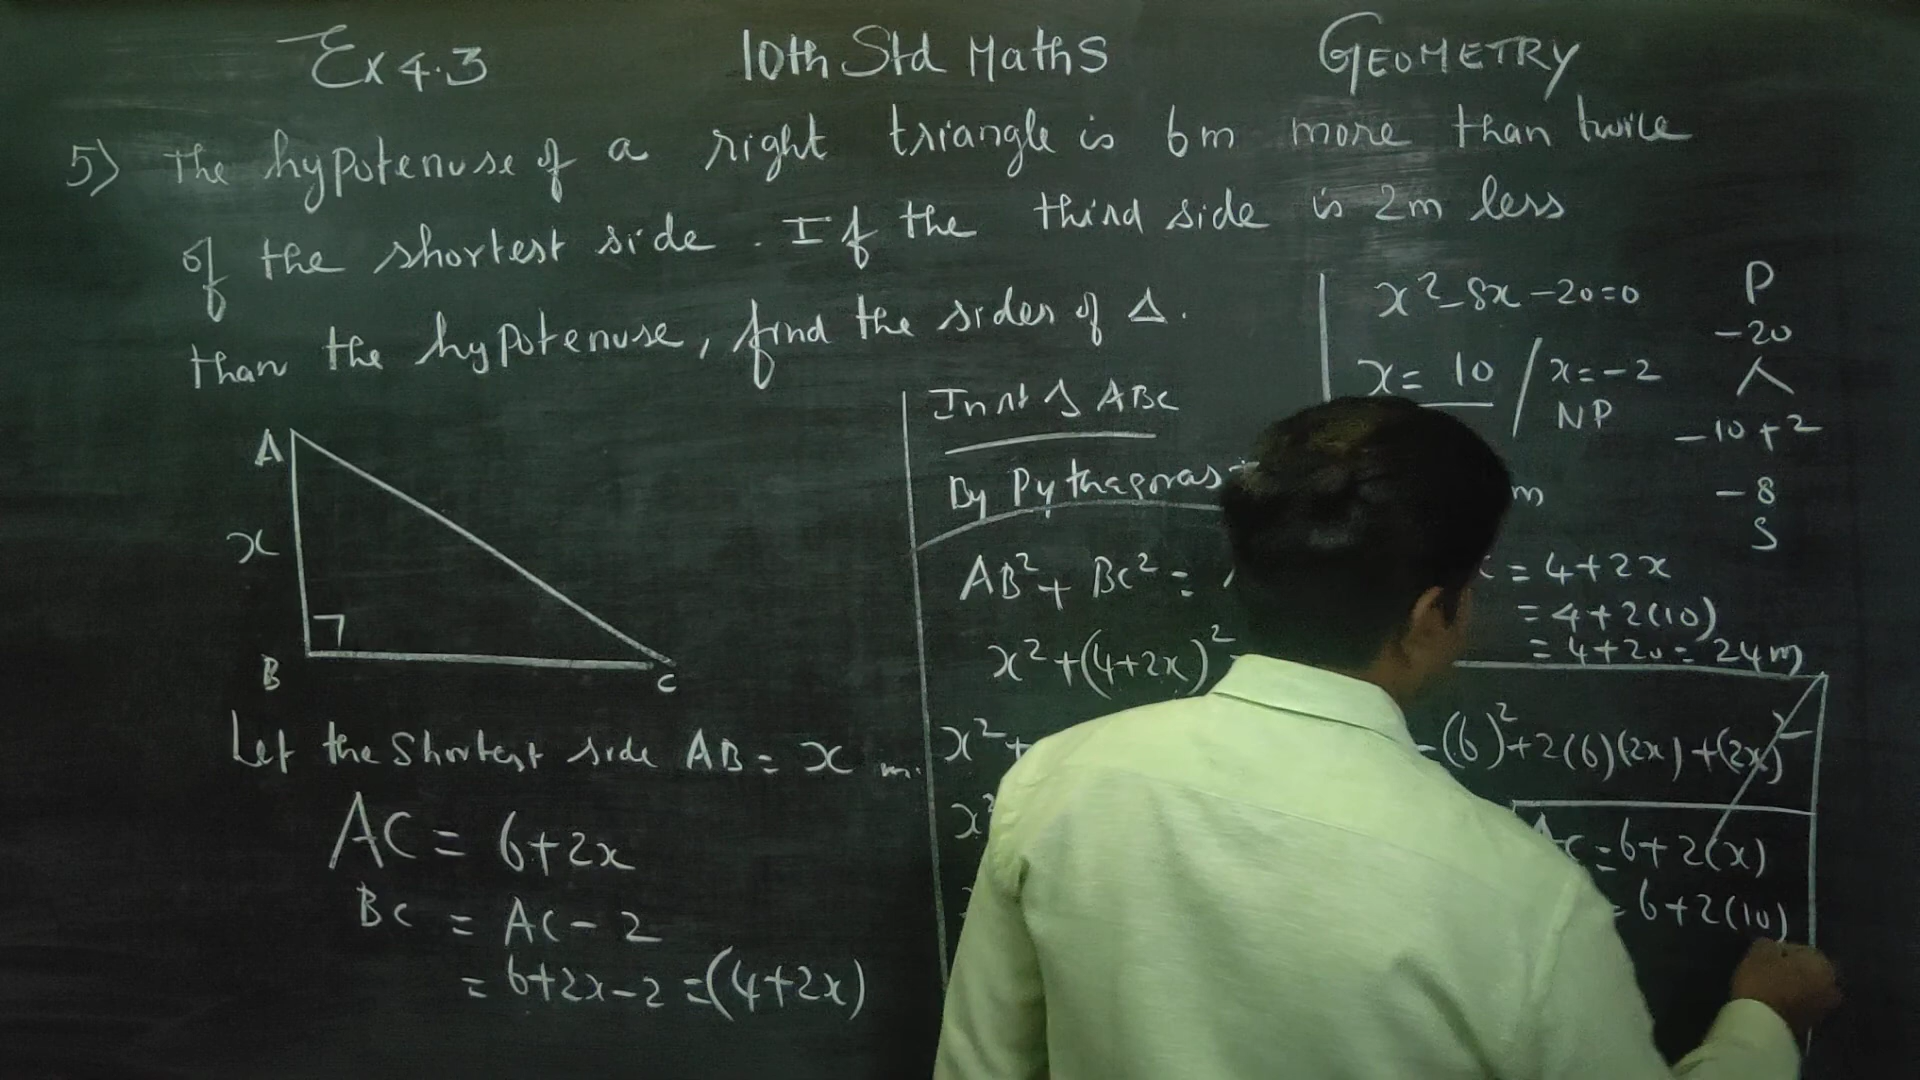 Ex 4.3 10th Std Maths GEOMETRY
5) The hypotenuse of a right triangle is 6m more than twice
of the shortest side. If the third side is 2m less
than the hypotenuse, find the sides of Δ.
A
x
B
C
Let the Shortest side AB = x m.
AC = 6+2x
BC = AC - 2
= 6+2x-2 = (4+2x)
In rt Δ ABC
By Pythagoras
AB² + BC² =
x² + (4+2x)²
x² +
x²
x² - 8x - 20 = 0
x = 10 / x = -2
NP
P
-20
-10 + 2
-8
S
m
= 4+2x
= 4+2(10)
= 4+20 = 24m
(6)² + 2(6)(2x) + (2x)²
AC = 6+2(x)
= 6+2(10)